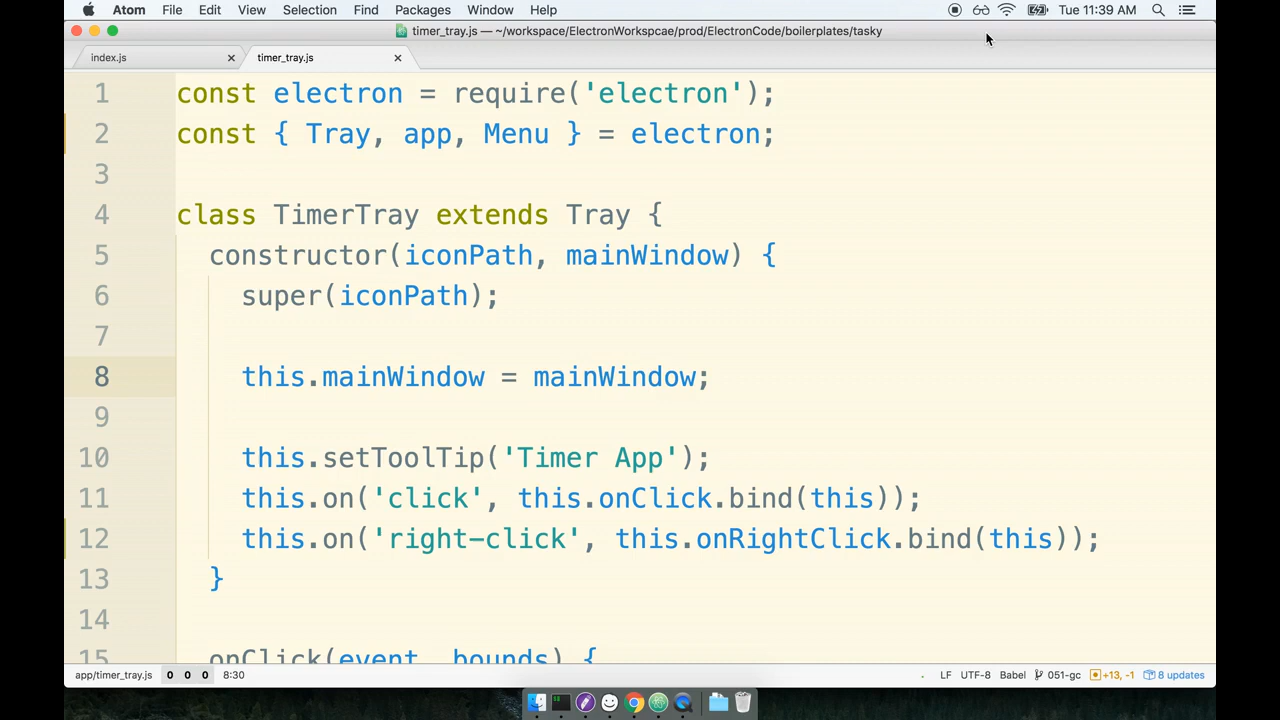 Atom File Edit View Selection Find Packages Window Help Tue 11:39 AM
timer_tray.js — ~/workspace/ElectronWorkspcae/prod/ElectronCode/boilerplates/tasky
index.js timer_tray.js
1 const electron = require('electron');
2 const { Tray, app, Menu } = electron;
3
4 class TimerTray extends Tray {
5 constructor(iconPath, mainWindow) {
6 super(iconPath);
7
8 this.mainWindow = mainWindow;
9
10 this.setToolTip('Timer App');
11 this.on('click', this.onClick.bind(this));
12 this.on('right-click', this.onRightClick.bind(this));
13 }
14
15 onClick(event, bounds) {
app/timer_tray.js 0 0 0 8:30 LF UTF-8 Babel 051-gc +13, -1 8 updates